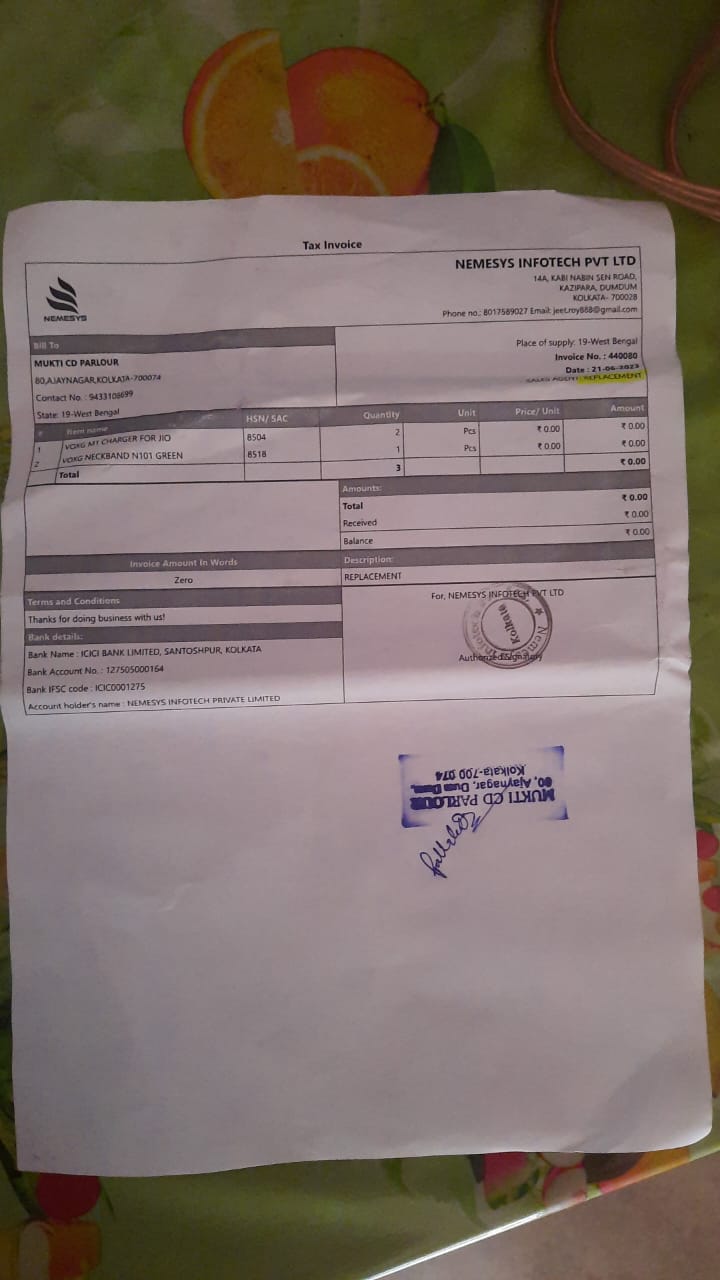 Tax Invoice
NEMESYS
NEMESYS INFOTECH PVT LTD
14A, KABI NABIN SEN ROAD,
KAZIPARA, DUMDUM
KOLKATA- 700028
Phone no.: 8017589027 Email: jeet.roy888@gmail.com
Bill To
MUKTI CD PARLOUR
80,AJAYNAGAR,KOLKATA-700074
Contact No. : 9433108699
State: 19-West Bengal
Place of supply: 19-West Bengal
Invoice No. : 440080
Date : 21-06-2023
SALES AGENT: REPLACEMENT
# Item name HSN/ SAC Quantity Unit Price/ Unit Amount
1 VOXG M1 CHARGER FOR JIO 8504 2 Pcs ₹ 0.00 ₹ 0.00
2 VOXG NECKBAND N101 GREEN 8518 1 Pcs ₹ 0.00 ₹ 0.00
Total 3 ₹ 0.00
Amounts:
Total ₹ 0.00
Received ₹ 0.00
Balance ₹ 0.00
Invoice Amount In Words
Zero
Description:
REPLACEMENT
Terms and Conditions
Thanks for doing business with us!
Bank details:
Bank Name : ICICI BANK LIMITED, SANTOSHPUR, KOLKATA
Bank Account No. : 127505000164
Bank IFSC code : ICIC0001275
Account holder's name : NEMESYS INFOTECH PRIVATE LIMITED
For, NEMESYS INFOTECH PVT LTD
Kolkata
Authorized Signatory
MUKTI CD PARLOUR
80, Ajaynagar, Dum Dum,
Kolkata-700 074